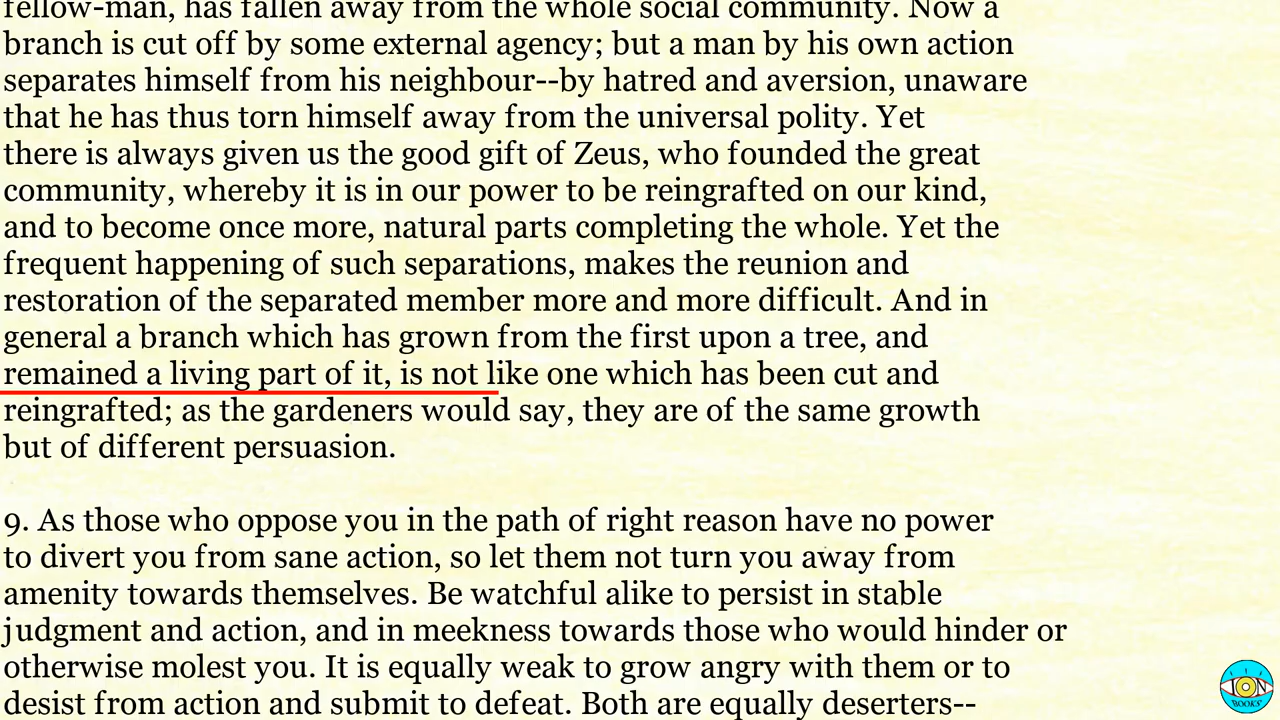 fellow-man, has fallen away from the whole social community. Now a
branch is cut off by some external agency; but a man by his own action
separates himself from his neighbour--by hatred and aversion, unaware
that he has thus torn himself away from the universal polity. Yet
there is always given us the good gift of Zeus, who founded the great
community, whereby it is in our power to be reingrafted on our kind,
and to become once more, natural parts completing the whole. Yet the
frequent happening of such separations, makes the reunion and
restoration of the separated member more and more difficult. And in
general a branch which has grown from the first upon a tree, and
remained a living part of it, is not like one which has been cut and
reingrafted; as the gardeners would say, they are of the same growth
but of different persuasion.
9. As those who oppose you in the path of right reason have no power
to divert you from sane action, so let them not turn you away from
amenity towards themselves. Be watchful alike to persist in stable
judgment and action, and in meekness towards those who would hinder or
otherwise molest you. It is equally weak to grow angry with them or to
desist from action and submit to defeat. Both are equally deserters--
ION
BOOKS